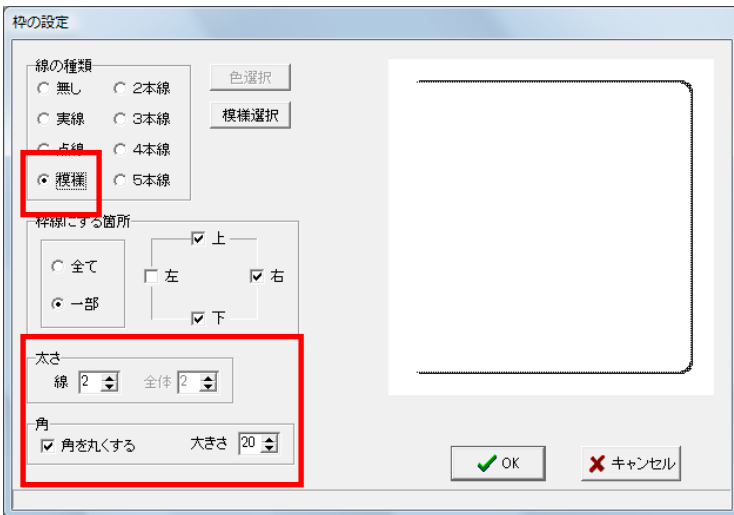 枠の設定
線の種類
無し 2本線 色選択
実線 3本線 模様選択
点線 4本線
模様 5本線
枠線にする箇所
上
全て 左 右
一部
下
太さ
線 2 全体 2
角
角を丸くする 大きさ 20
OK キャンセル